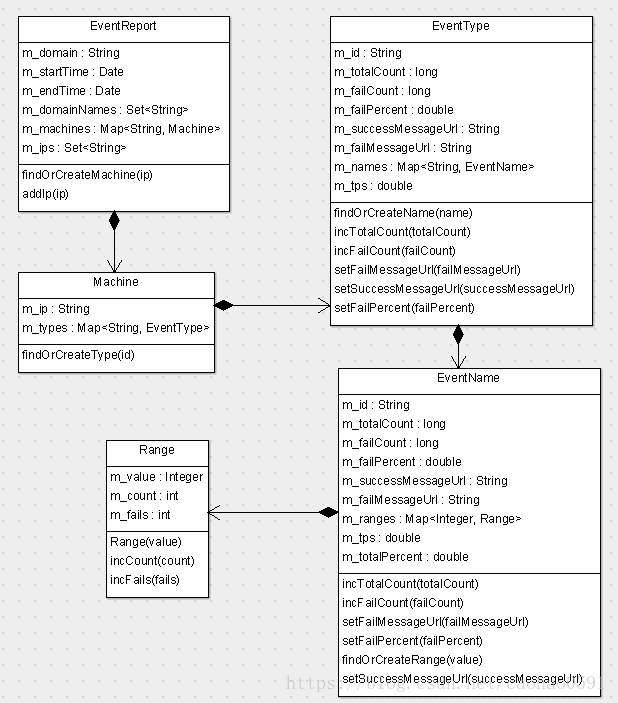 EventReport
m_domain : String
m_startTime : Date
m_endTime : Date
m_domainNames : Set<String>
m_machines : Map<String, Machine>
m_ips : Set<String>
findOrCreateMachine(ip)
addIp(ip)
EventType
m_id : String
m_totalCount : long
m_failCount : long
m_failPercent : double
m_successMessageUrl : String
m_failMessageUrl : String
m_names : Map<String, EventName>
m_tps : double
findOrCreateName(name)
incTotalCount(totalCount)
incFailCount(failCount)
setFailMessageUrl(failMessageUrl)
setSuccessMessageUrl(successMessageUrl)
setFailPercent(failPercent)
Machine
m_ip : String
m_types : Map<String, EventType>
findOrCreateType(id)
EventName
m_id : String
m_totalCount : long
m_failCount : long
m_failPercent : double
m_successMessageUrl : String
m_failMessageUrl : String
m_ranges : Map<Integer, Range>
m_tps : double
m_totalPercent : double
incTotalCount(totalCount)
incFailCount(failCount)
setFailMessageUrl(failMessageUrl)
setFailPercent(failPercent)
findOrCreateRange(value)
setSuccessMessageUrl(successMessageUrl)
Range
m_value : Integer
m_count : int
m_fails : int
Range(value)
incCount(count)
incFails(fails)